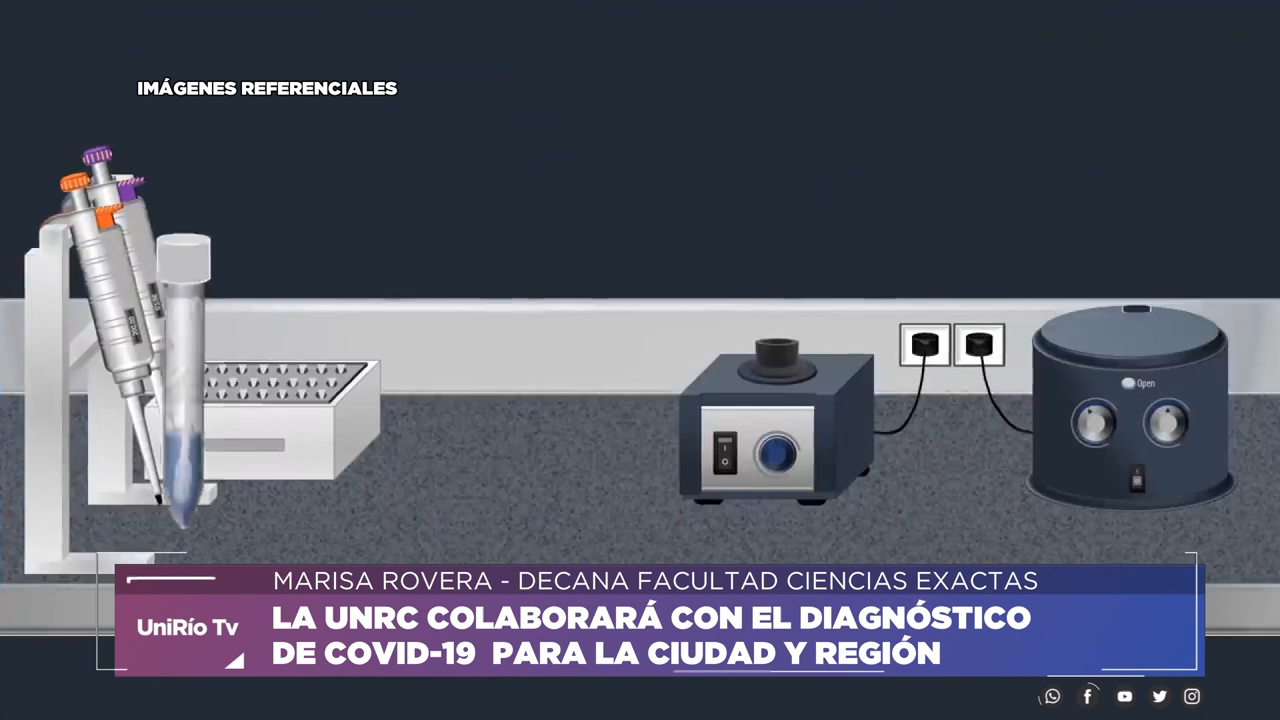 IMÁGENES REFERENCIALES
Open
MARISA ROVERA - DECANA FACULTAD CIENCIAS EXACTAS
UniRío Tv
LA UNRC COLABORARÁ CON EL DIAGNÓSTICO
DE COVID-19 PARA LA CIUDAD Y REGIÓN